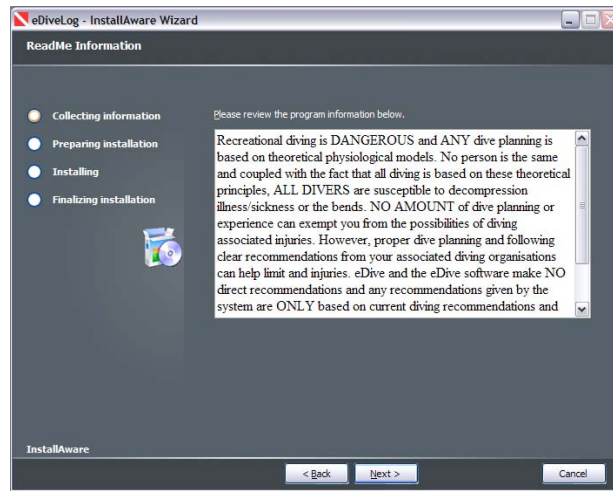 eDiveLog - InstallAware Wizard
ReadMe Information
Collecting information
Preparing installation
Installing
Finalizing installation
Please review the program information below.
Recreational diving is DANGEROUS and ANY dive planning is
based on theoretical physiological models. No person is the same
and coupled with the fact that all diving is based on these theoretical
principles, ALL DIVERS are susceptible to decompression
illness/sickness or the bends. NO AMOUNT of dive planning or
experience can exempt you from the possibilities of diving
associated injuries. However, proper dive planning and following
clear recommendations from your associated diving organisations
can help limit and injuries. eDive and the eDive software make NO
direct recommendations and any recommendations given by the
system are ONLY based on current diving recommendations and
InstallAware
< Back
Next >
Cancel